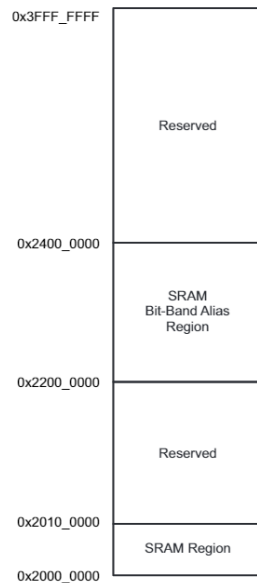 0x3FFF_FFFF
Reserved
0x2400_0000
SRAM
Bit-Band Alias
Region
0x2200_0000
Reserved
0x2010_0000
SRAM Region
0x2000_0000